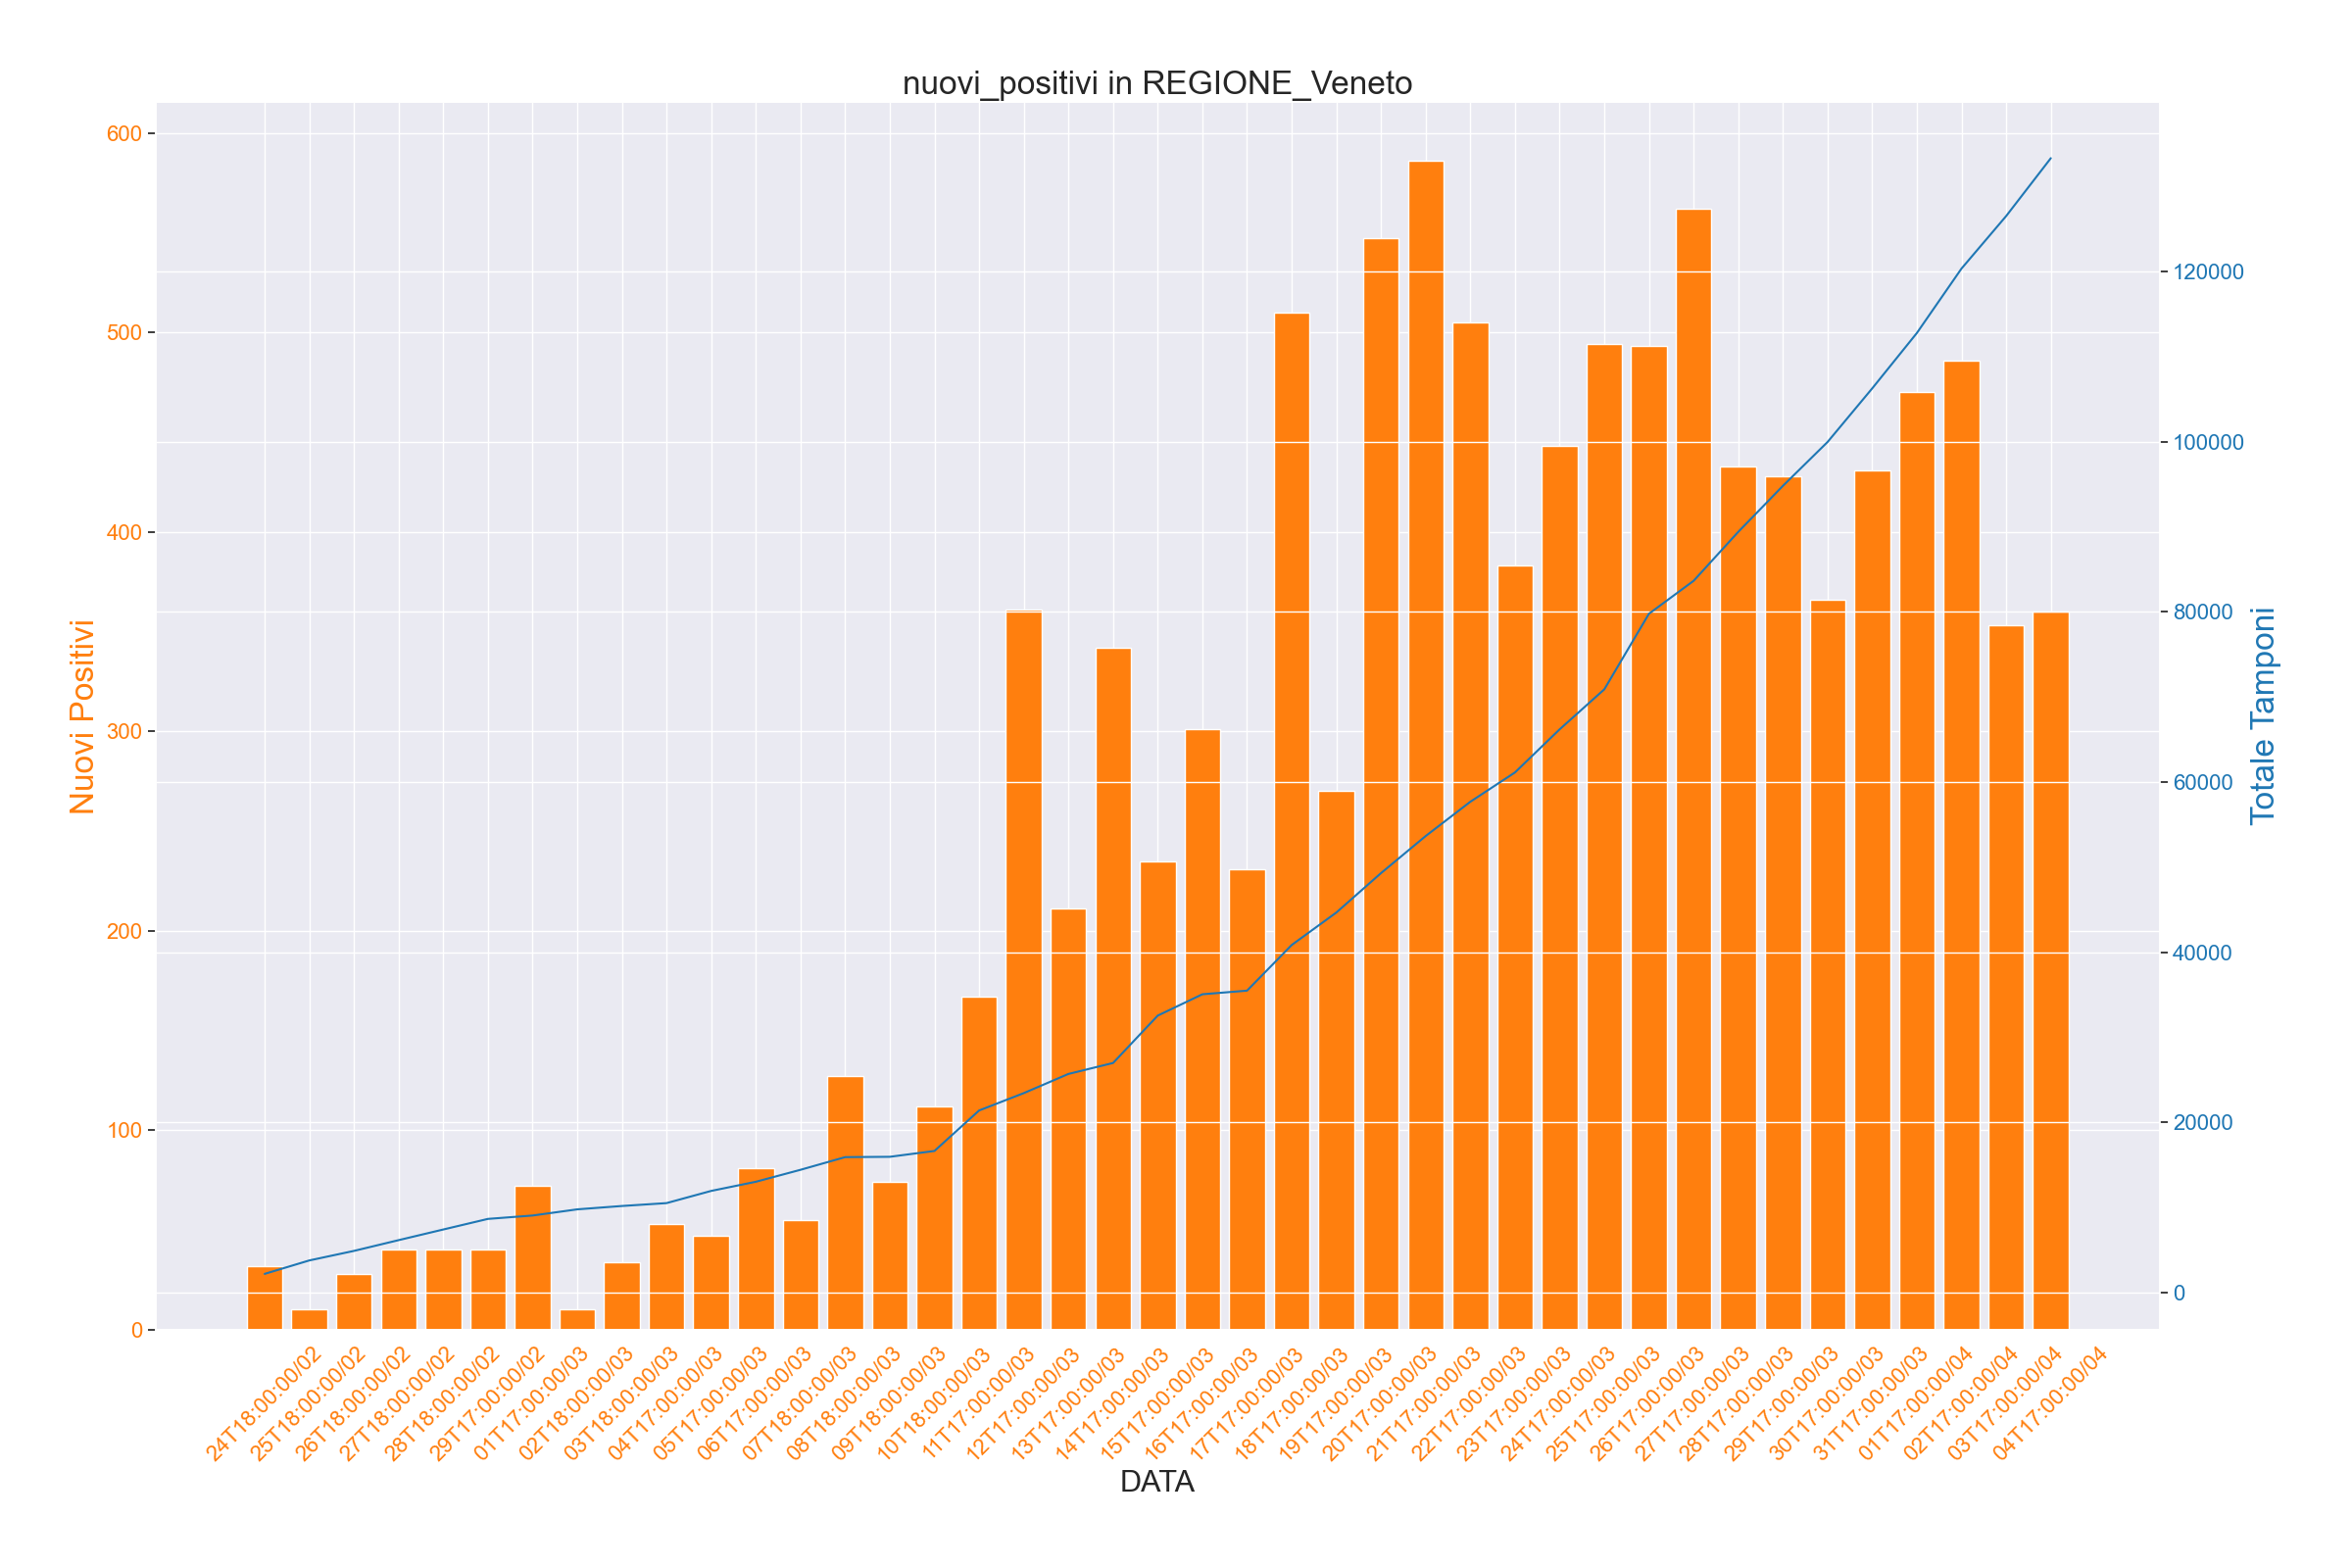 nuovi_positivi in REGIONE_Veneto
600
500
400
300
200
100
0
Nuovi Positivi
120000
100000
80000
60000
40000
20000
0
Totale Tamponi
24T18:00:00/02
25T18:00:00/02
26T18:00:00/02
27T18:00:00/02
28T18:00:00/02
29T17:00:00/02
01T17:00:00/03
02T18:00:00/03
03T18:00:00/03
04T17:00:00/03
05T17:00:00/03
06T17:00:00/03
07T18:00:00/03
08T18:00:00/03
09T18:00:00/03
10T18:00:00/03
11T17:00:00/03
12T17:00:00/03
13T17:00:00/03
14T17:00:00/03
15T17:00:00/03
16T17:00:00/03
17T17:00:00/03
18T17:00:00/03
19T17:00:00/03
20T17:00:00/03
21T17:00:00/03
22T17:00:00/03
23T17:00:00/03
24T17:00:00/03
25T17:00:00/03
26T17:00:00/03
27T17:00:00/03
28T17:00:00/03
29T17:00:00/03
30T17:00:00/03
31T17:00:00/03
01T17:00:00/04
02T17:00:00/04
03T17:00:00/04
04T17:00:00/04
DATA